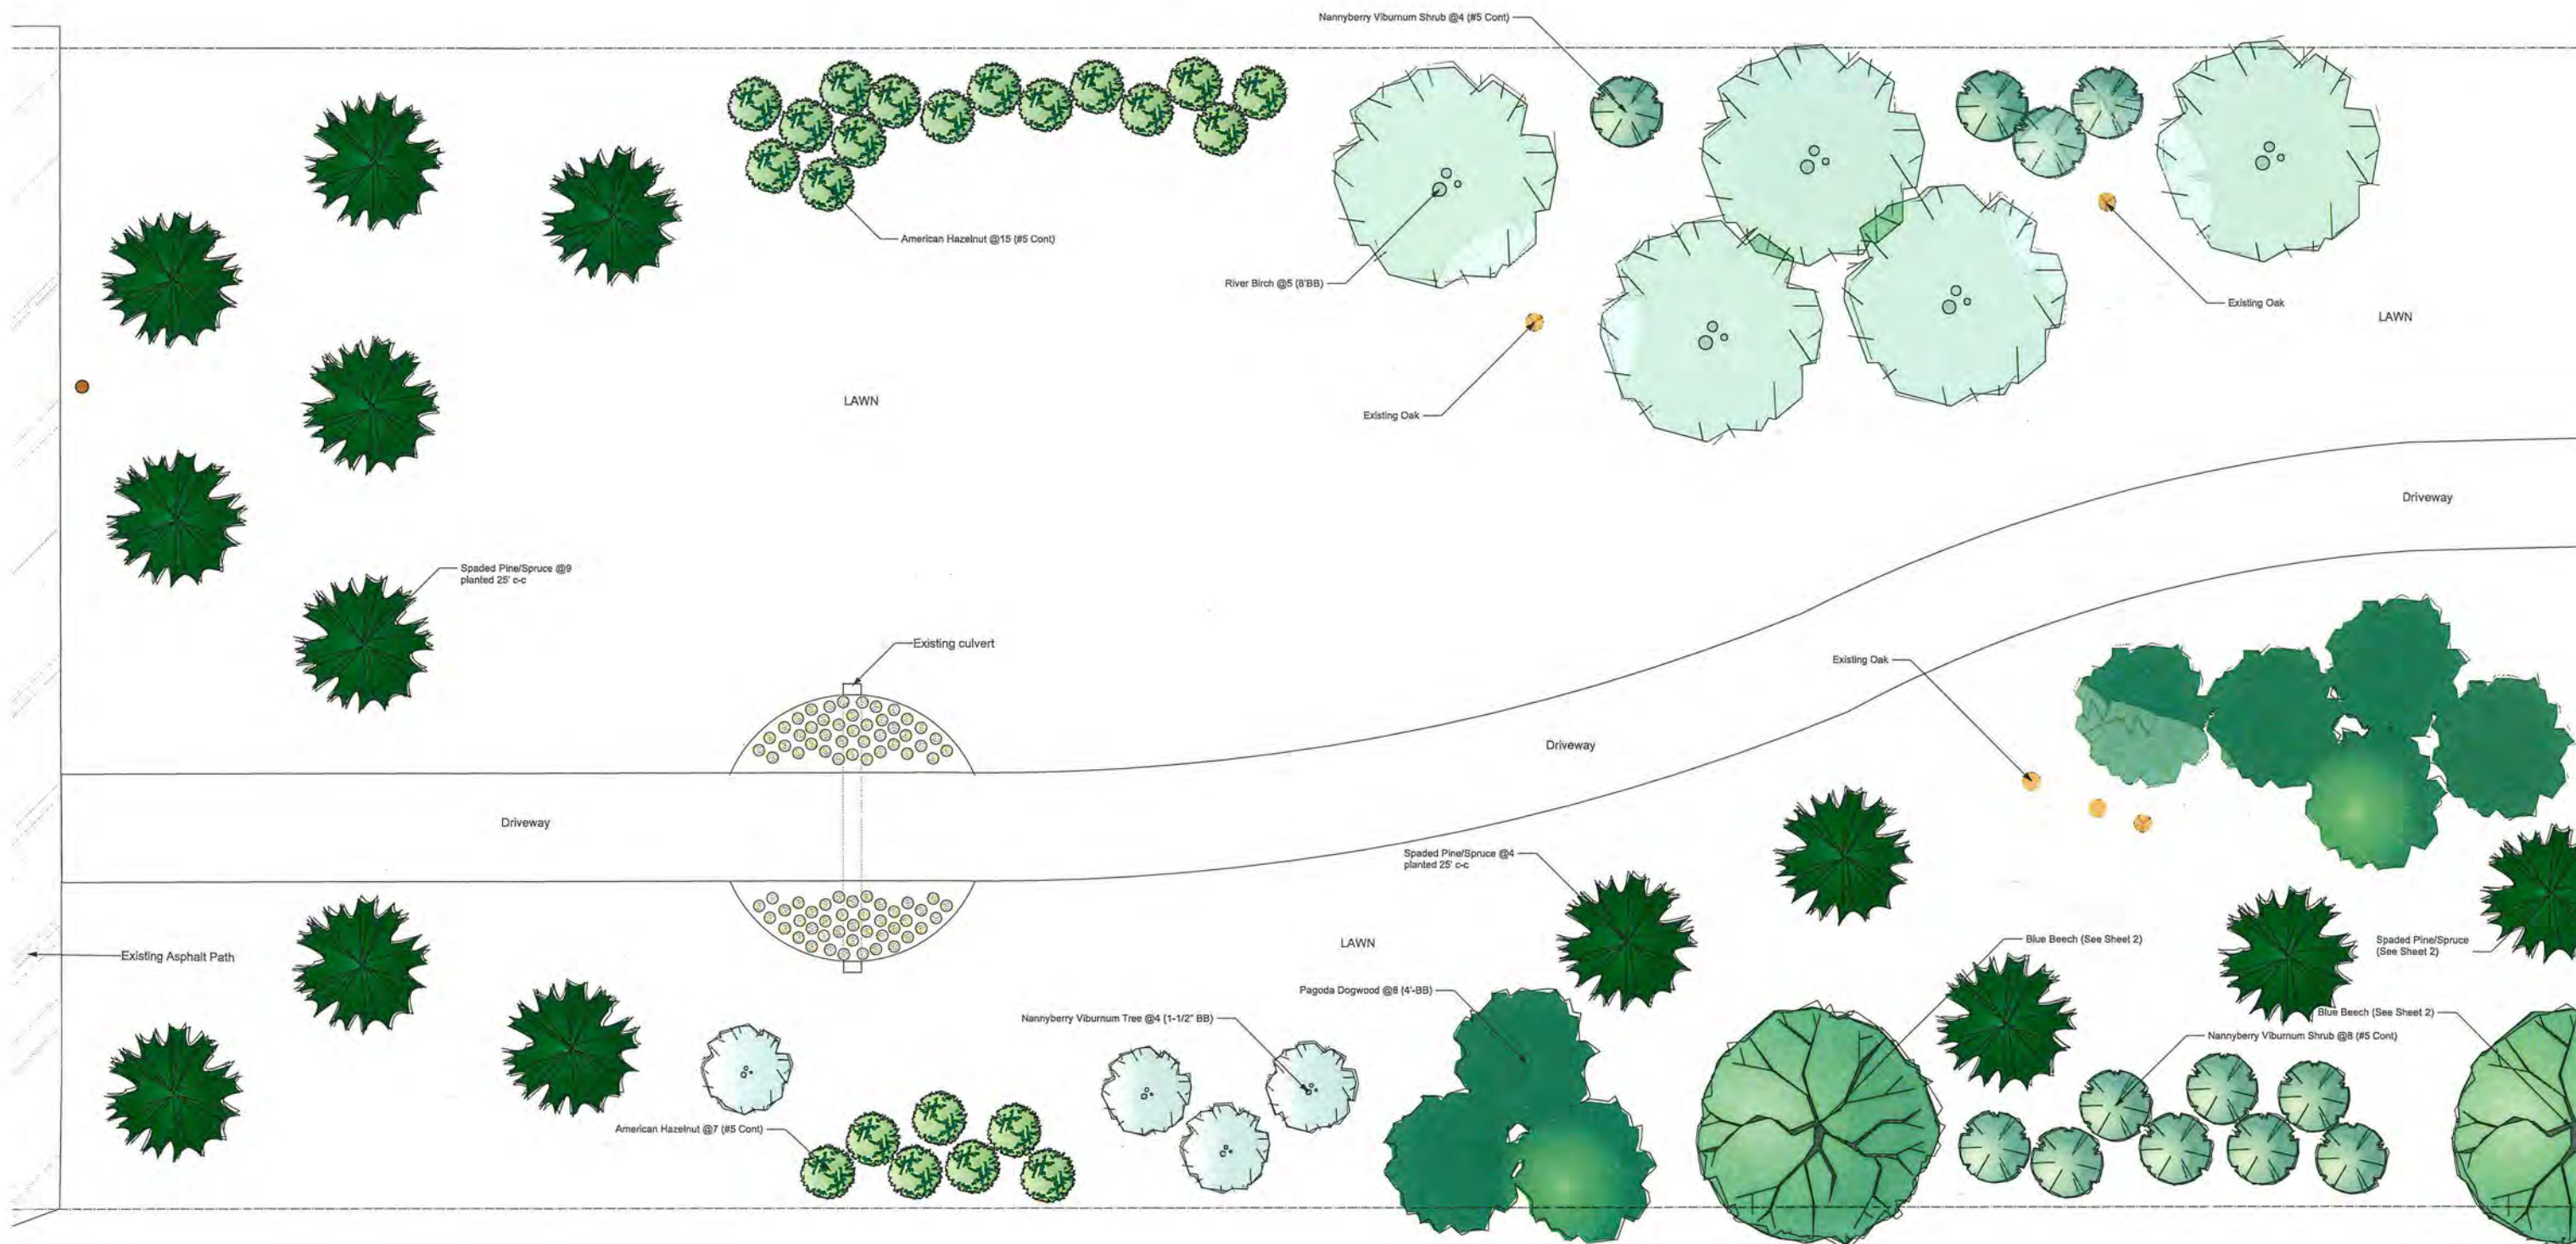 Nannyberry Viburnum Shrub @4 (#5 Cont)
American Hazelnut @15 (#5 Cont)
River Birch @5 (8'BB)
Existing Oak
LAWN
LAWN
Existing Oak
Driveway
Spaded Pine/Spruce @9
planted 25' c-c
Existing culvert
Existing Oak
Driveway
Driveway
Spaded Pine/Spruce @4
planted 25' c-c
Existing Asphalt Path
LAWN
Blue Beech (See Sheet 2)
Spaded Pine/Spruce
(See Sheet 2)
Pagoda Dogwood @8 (4'-BB)
Nannyberry Viburnum Tree @4 (1-1/2" BB)
Blue Beech (See Sheet 2)
Nannyberry Viburnum Shrub @8 (#5 Cont)
American Hazelnut @7 (#5 Cont)